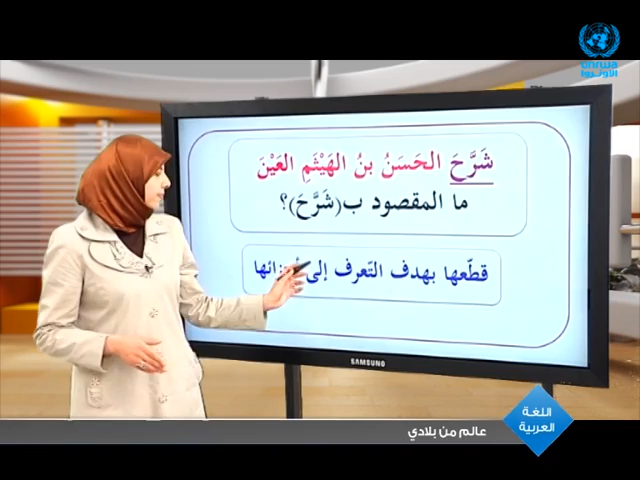 unrwa
الأونروا
شَرَّحَ الحَسَنُ بنُ الهَيْثَمِ العَيْنَ
ما المقصود ب(شَرَّحَ)؟
قطّعها بهدف التّعرف إلى أجزائها
SAMSUNG
اللغة
العربية
عالم من بلادي